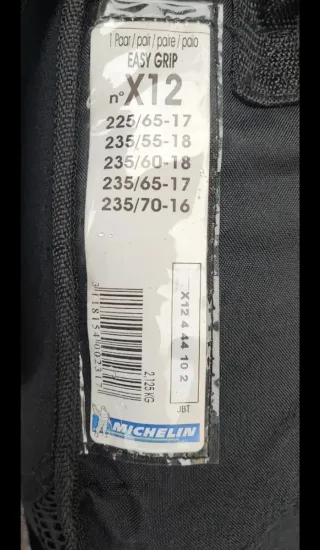 1 Paar / pair / paire / paio
EASY GRIP
n° X12
225/65-17
235/55-18
235/60-18
235/65-17
235/70-16
X12 4 44 10 2
2,125 KG
JBT
MICHELIN